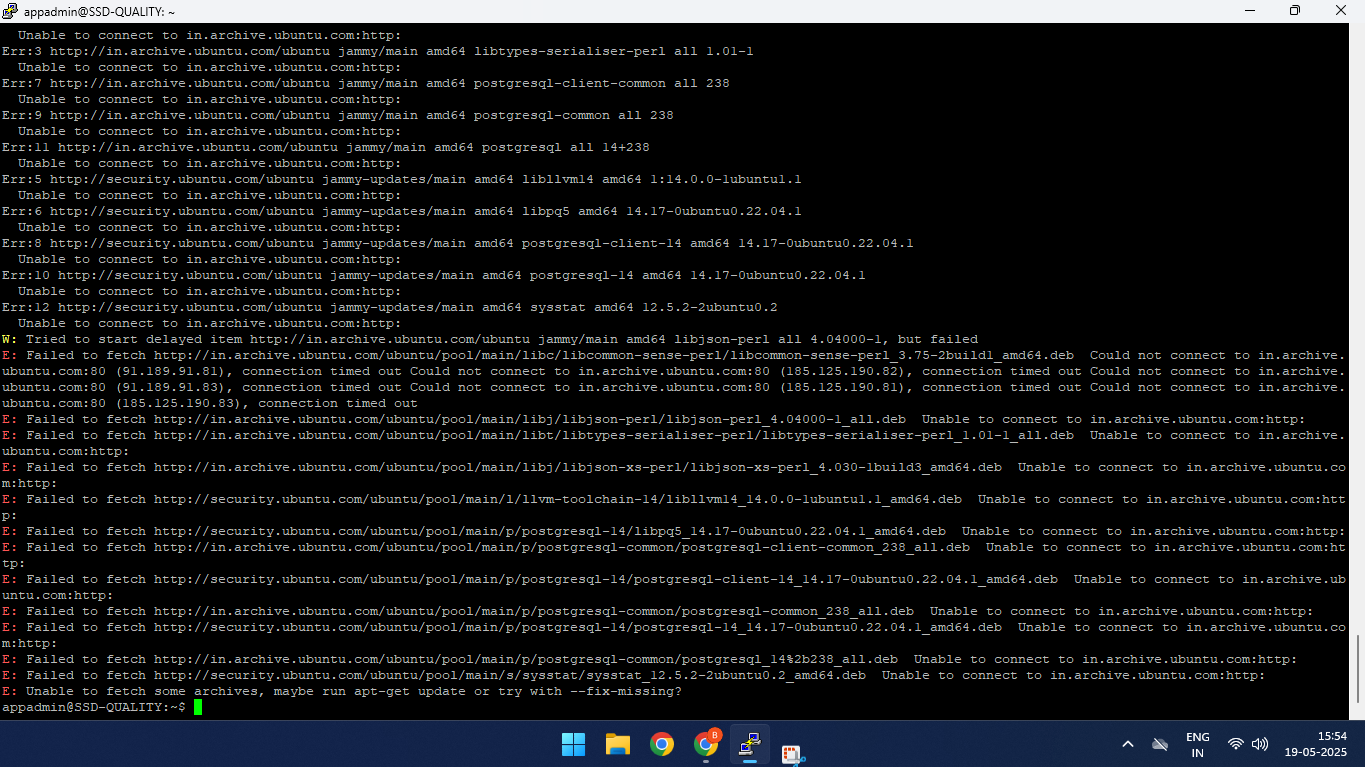 appadmin@SSD-QUALITY: ~
  Unable to connect to in.archive.ubuntu.com:http:
Err:3 http://in.archive.ubuntu.com/ubuntu jammy/main amd64 libtypes-serialiser-perl all 1.01-1
  Unable to connect to in.archive.ubuntu.com:http:
Err:7 http://in.archive.ubuntu.com/ubuntu jammy/main amd64 postgresql-client-common all 238
  Unable to connect to in.archive.ubuntu.com:http:
Err:9 http://in.archive.ubuntu.com/ubuntu jammy/main amd64 postgresql-common all 238
  Unable to connect to in.archive.ubuntu.com:http:
Err:11 http://in.archive.ubuntu.com/ubuntu jammy/main amd64 postgresql all 14+238
  Unable to connect to in.archive.ubuntu.com:http:
Err:5 http://security.ubuntu.com/ubuntu jammy-updates/main amd64 libllvm14 amd64 1:14.0.0-1ubuntu1.1
  Unable to connect to in.archive.ubuntu.com:http:
Err:6 http://security.ubuntu.com/ubuntu jammy-updates/main amd64 libpq5 amd64 14.17-0ubuntu0.22.04.1
  Unable to connect to in.archive.ubuntu.com:http:
Err:8 http://security.ubuntu.com/ubuntu jammy-updates/main amd64 postgresql-client-14 amd64 14.17-0ubuntu0.22.04.1
  Unable to connect to in.archive.ubuntu.com:http:
Err:10 http://security.ubuntu.com/ubuntu jammy-updates/main amd64 postgresql-14 amd64 14.17-0ubuntu0.22.04.1
  Unable to connect to in.archive.ubuntu.com:http:
Err:12 http://security.ubuntu.com/ubuntu jammy-updates/main amd64 sysstat amd64 12.5.2-2ubuntu0.2
  Unable to connect to in.archive.ubuntu.com:http:
W: Tried to start delayed item http://in.archive.ubuntu.com/ubuntu jammy/main amd64 libjson-perl all 4.04000-1, but failed
E: Failed to fetch http://in.archive.ubuntu.com/ubuntu/pool/main/libc/libcommon-sense-perl/libcommon-sense-perl_3.75-2build1_amd64.deb  Could not connect to in.archive.
ubuntu.com:80 (91.189.91.81), connection timed out Could not connect to in.archive.ubuntu.com:80 (185.125.190.82), connection timed out Could not connect to in.archive.
ubuntu.com:80 (91.189.91.83), connection timed out Could not connect to in.archive.ubuntu.com:80 (185.125.190.81), connection timed out Could not connect to in.archive.
ubuntu.com:80 (185.125.190.83), connection timed out
E: Failed to fetch http://in.archive.ubuntu.com/ubuntu/pool/main/libj/libjson-perl/libjson-perl_4.04000-1_all.deb  Unable to connect to in.archive.ubuntu.com:http:
E: Failed to fetch http://in.archive.ubuntu.com/ubuntu/pool/main/libt/libtypes-serialiser-perl/libtypes-serialiser-perl_1.01-1_all.deb  Unable to connect to in.archive.
ubuntu.com:http:
E: Failed to fetch http://in.archive.ubuntu.com/ubuntu/pool/main/libj/libjson-xs-perl/libjson-xs-perl_4.030-1build3_amd64.deb  Unable to connect to in.archive.ubuntu.co
m:http:
E: Failed to fetch http://security.ubuntu.com/ubuntu/pool/main/l/llvm-toolchain-14/libllvm14_14.0.0-1ubuntu1.1_amd64.deb  Unable to connect to in.archive.ubuntu.com:htt
p:
E: Failed to fetch http://security.ubuntu.com/ubuntu/pool/main/p/postgresql-14/libpq5_14.17-0ubuntu0.22.04.1_amd64.deb  Unable to connect to in.archive.ubuntu.com:http:
E: Failed to fetch http://in.archive.ubuntu.com/ubuntu/pool/main/p/postgresql-common/postgresql-client-common_238_all.deb  Unable to connect to in.archive.ubuntu.com:ht
tp:
E: Failed to fetch http://security.ubuntu.com/ubuntu/pool/main/p/postgresql-14/postgresql-client-14_14.17-0ubuntu0.22.04.1_amd64.deb  Unable to connect to in.archive.ub
untu.com:http:
E: Failed to fetch http://in.archive.ubuntu.com/ubuntu/pool/main/p/postgresql-common/postgresql-common_238_all.deb  Unable to connect to in.archive.ubuntu.com:http:
E: Failed to fetch http://security.ubuntu.com/ubuntu/pool/main/p/postgresql-14/postgresql-14_14.17-0ubuntu0.22.04.1_amd64.deb  Unable to connect to in.archive.ubuntu.co
m:http:
E: Failed to fetch http://in.archive.ubuntu.com/ubuntu/pool/main/p/postgresql-common/postgresql_14%2b238_all.deb  Unable to connect to in.archive.ubuntu.com:http:
E: Failed to fetch http://security.ubuntu.com/ubuntu/pool/main/s/sysstat/sysstat_12.5.2-2ubuntu0.2_amd64.deb  Unable to connect to in.archive.ubuntu.com:http:
E: Unable to fetch some archives, maybe run apt-get update or try with --fix-missing?
appadmin@SSD-QUALITY:~$
B
ENG
IN
15:54
19-05-2025